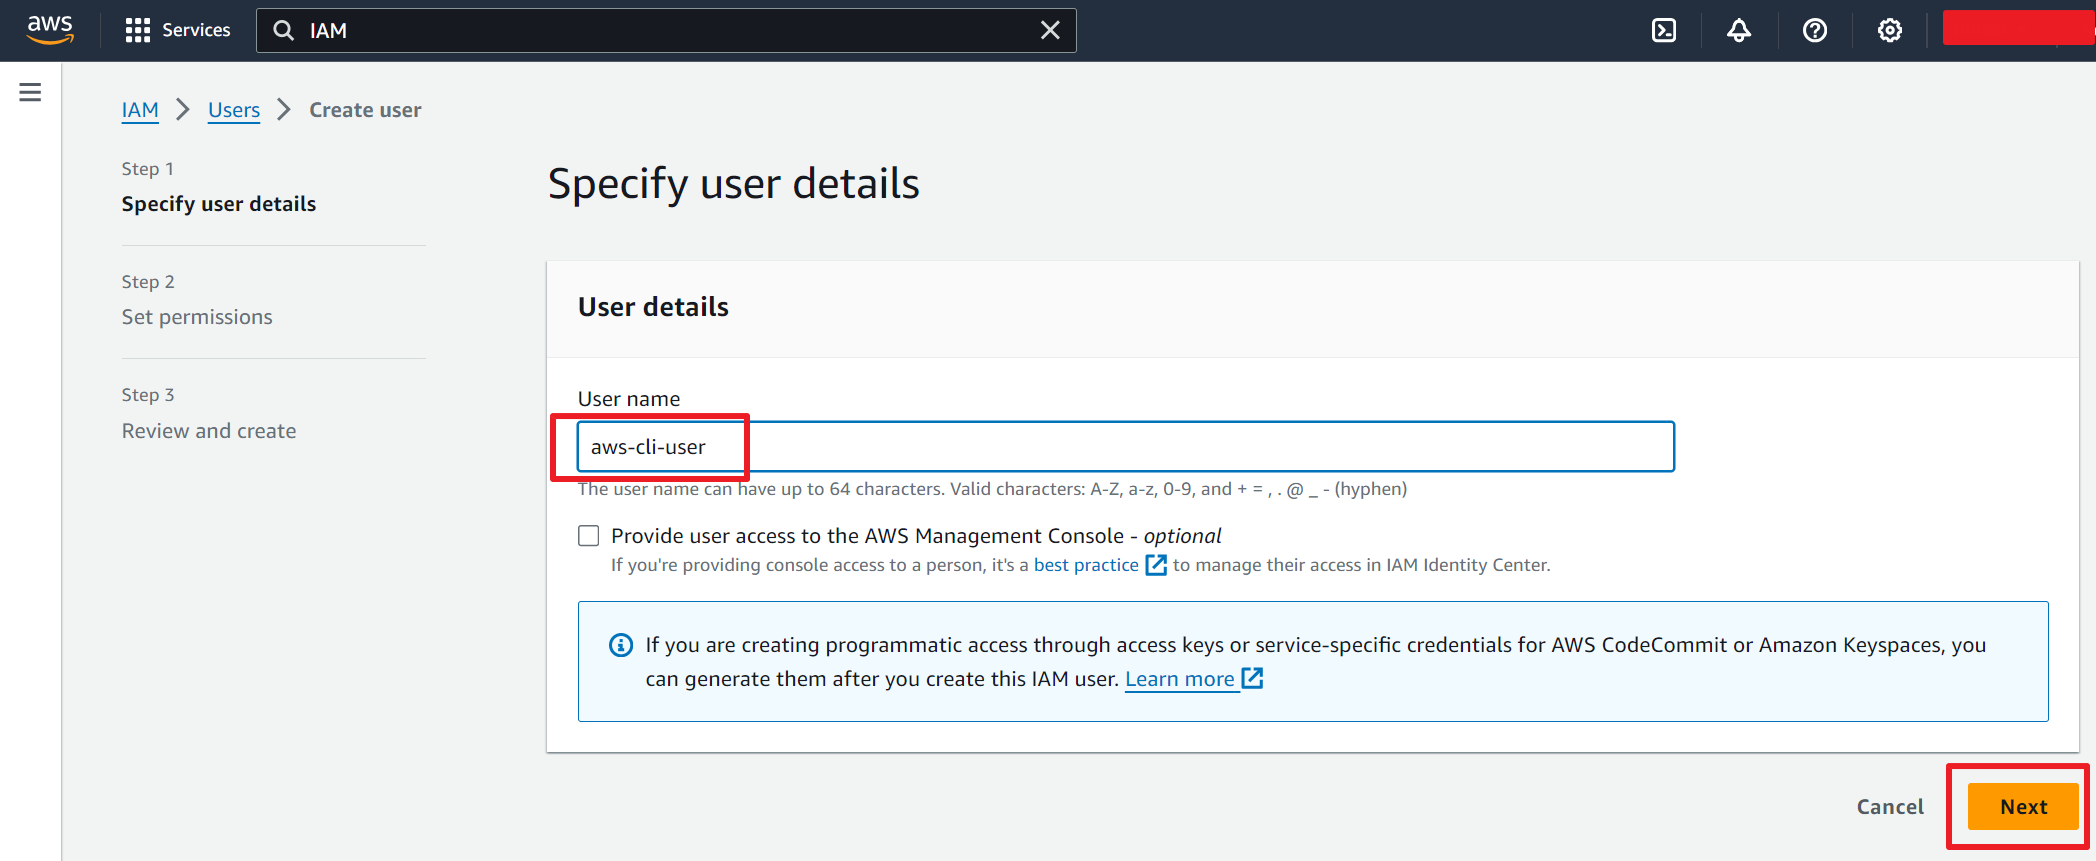 aws
Services
IAM
IAM
Users
Create user
Step 1
Specify user details
Step 2
Set permissions
Step 3
Review and create
Specify user details
User details
User name
aws-cli-user
The user name can have up to 64 characters. Valid characters: A-Z, a-z, 0-9, and + = , . @ _ - (hyphen)
Provide user access to the AWS Management Console - optional
If you're providing console access to a person, it's a best practice to manage their access in IAM Identity Center.
If you are creating programmatic access through access keys or service-specific credentials for AWS CodeCommit or Amazon Keyspaces, you
can generate them after you create this IAM user. Learn more
Cancel
Next